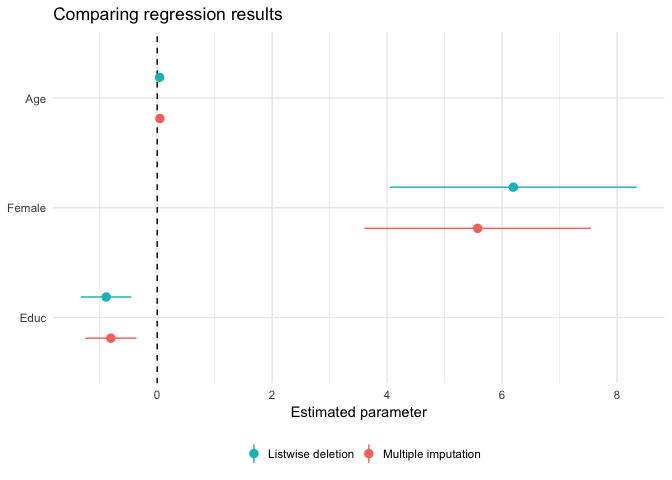 Comparing regression results
Age
Female
Educ
0 2 4 6 8
Estimated parameter
Listwise deletion Multiple imputation